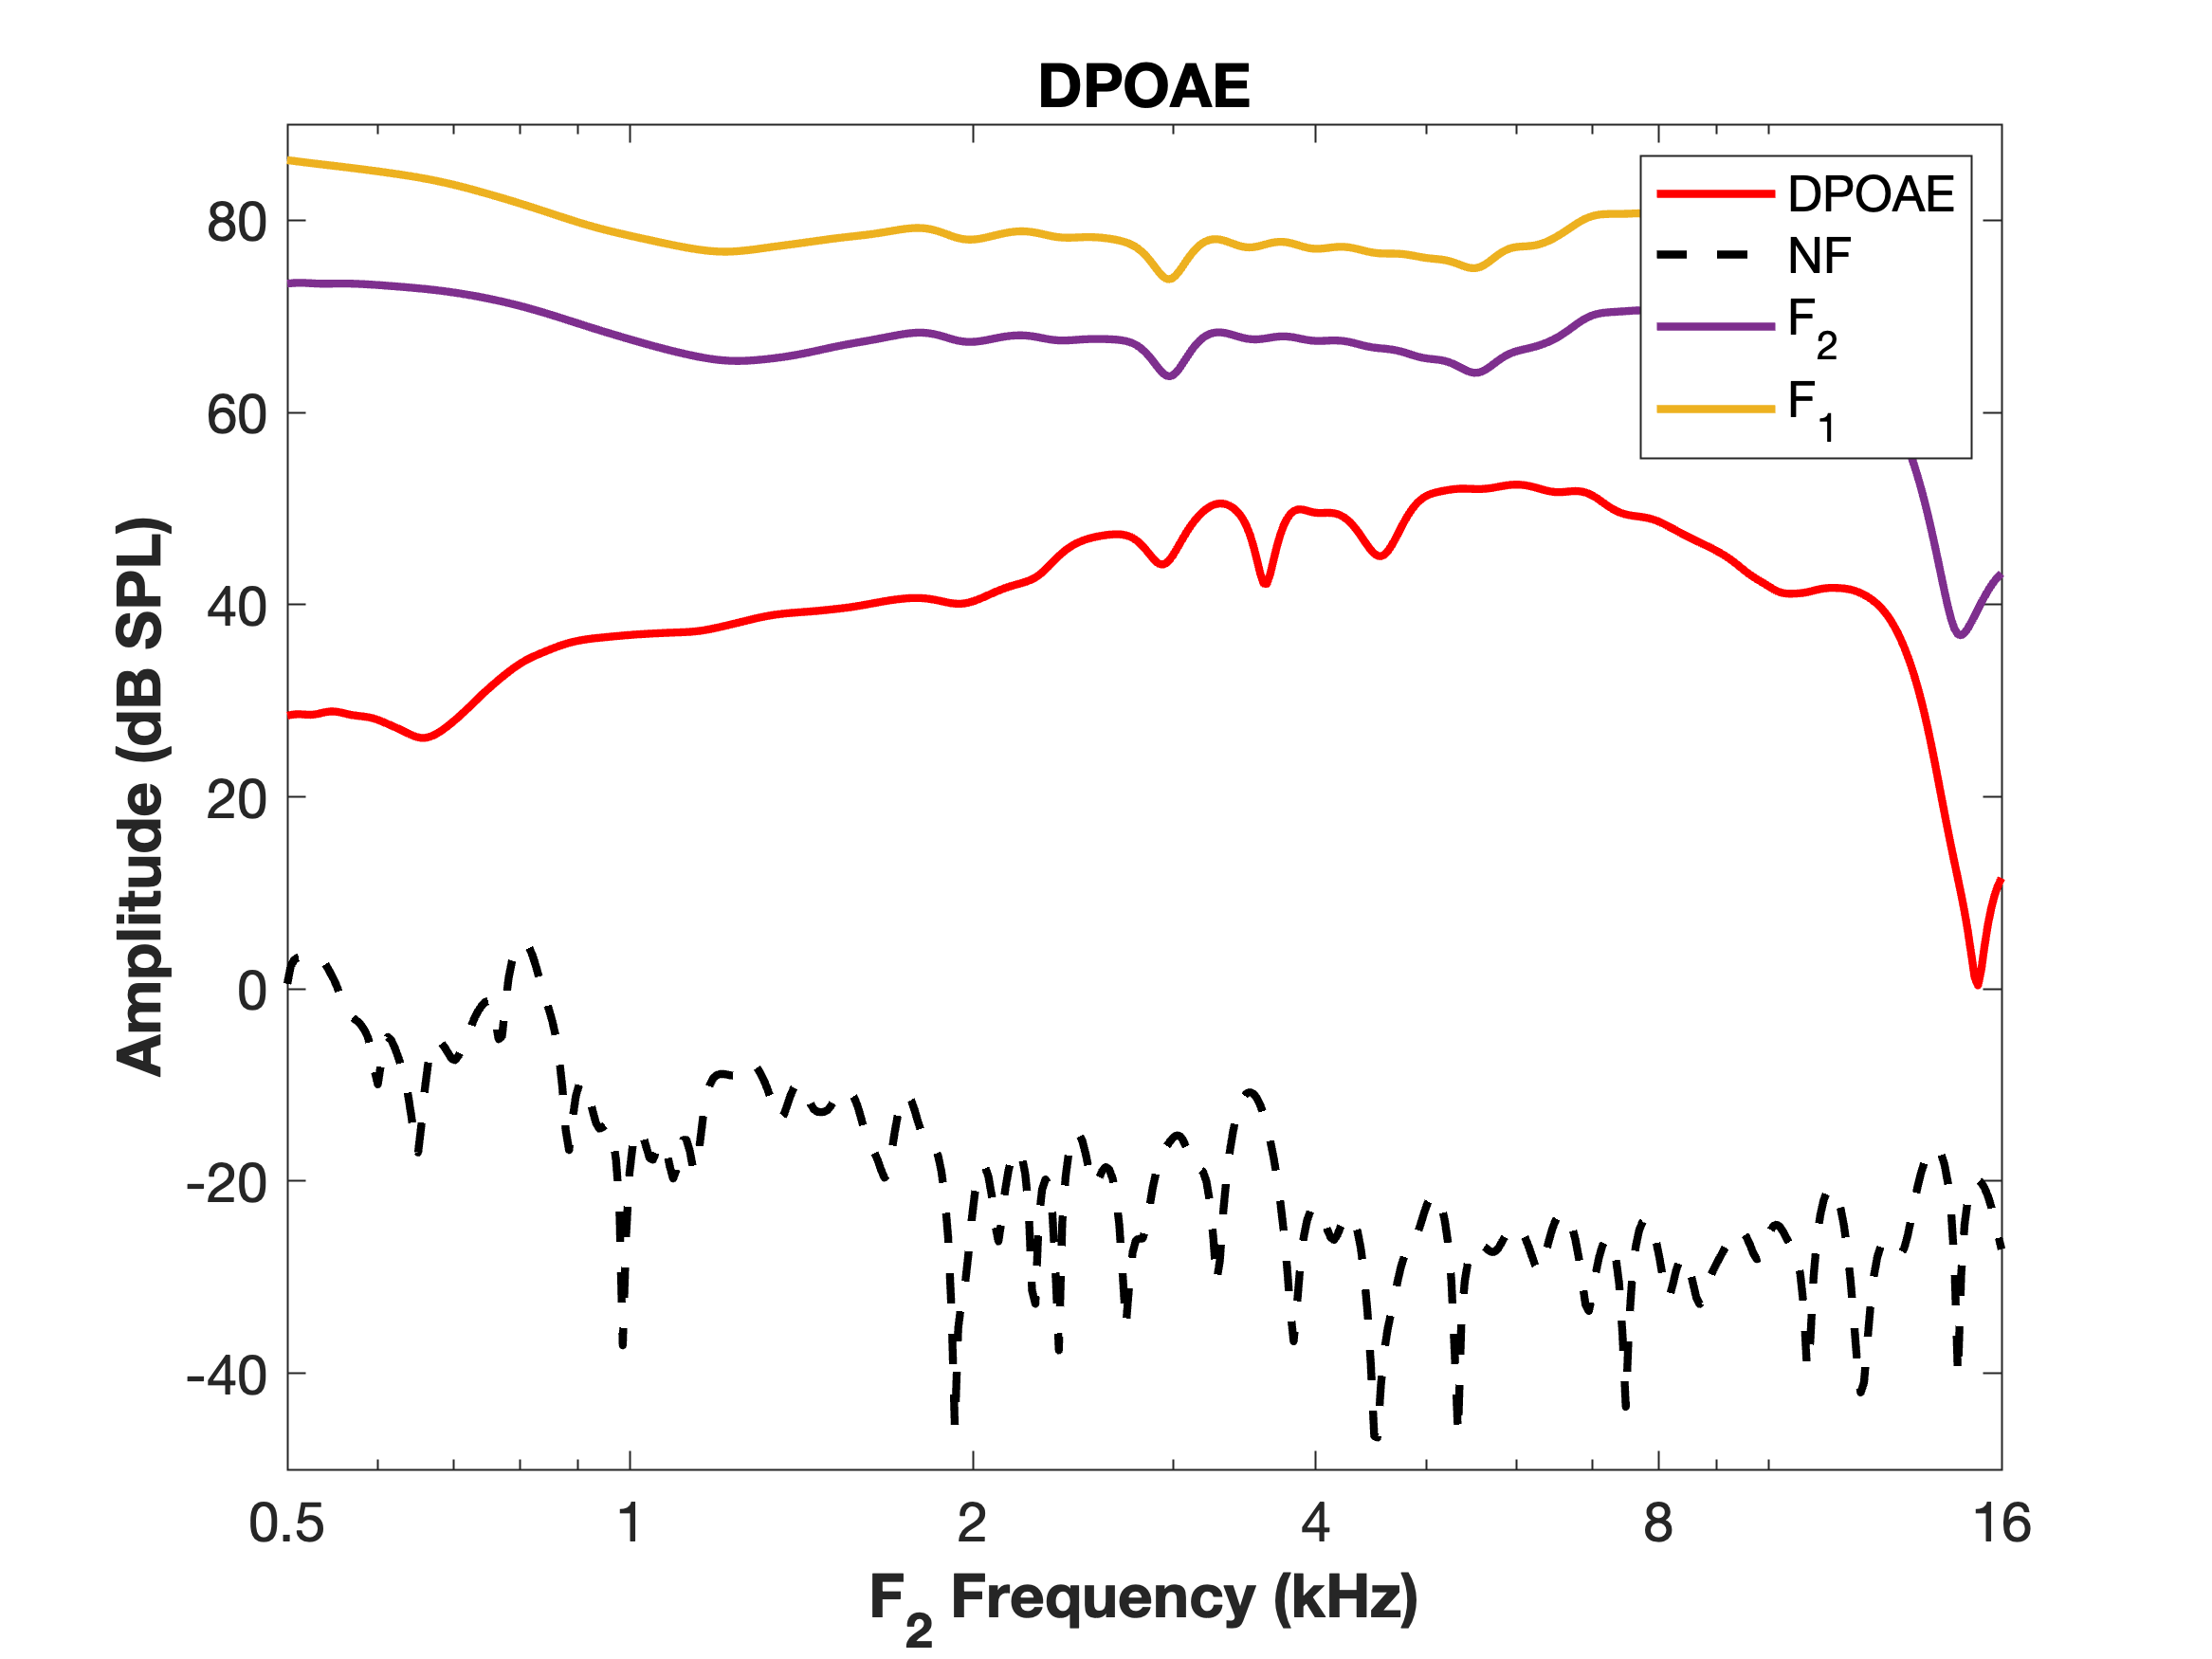 DPOAE
DPOAE
NF
F2
F1
80
60
40
20
0
-20
-40
Amplitude (dB SPL)
0.5 1 2 4 8 16
F2 Frequency (kHz)